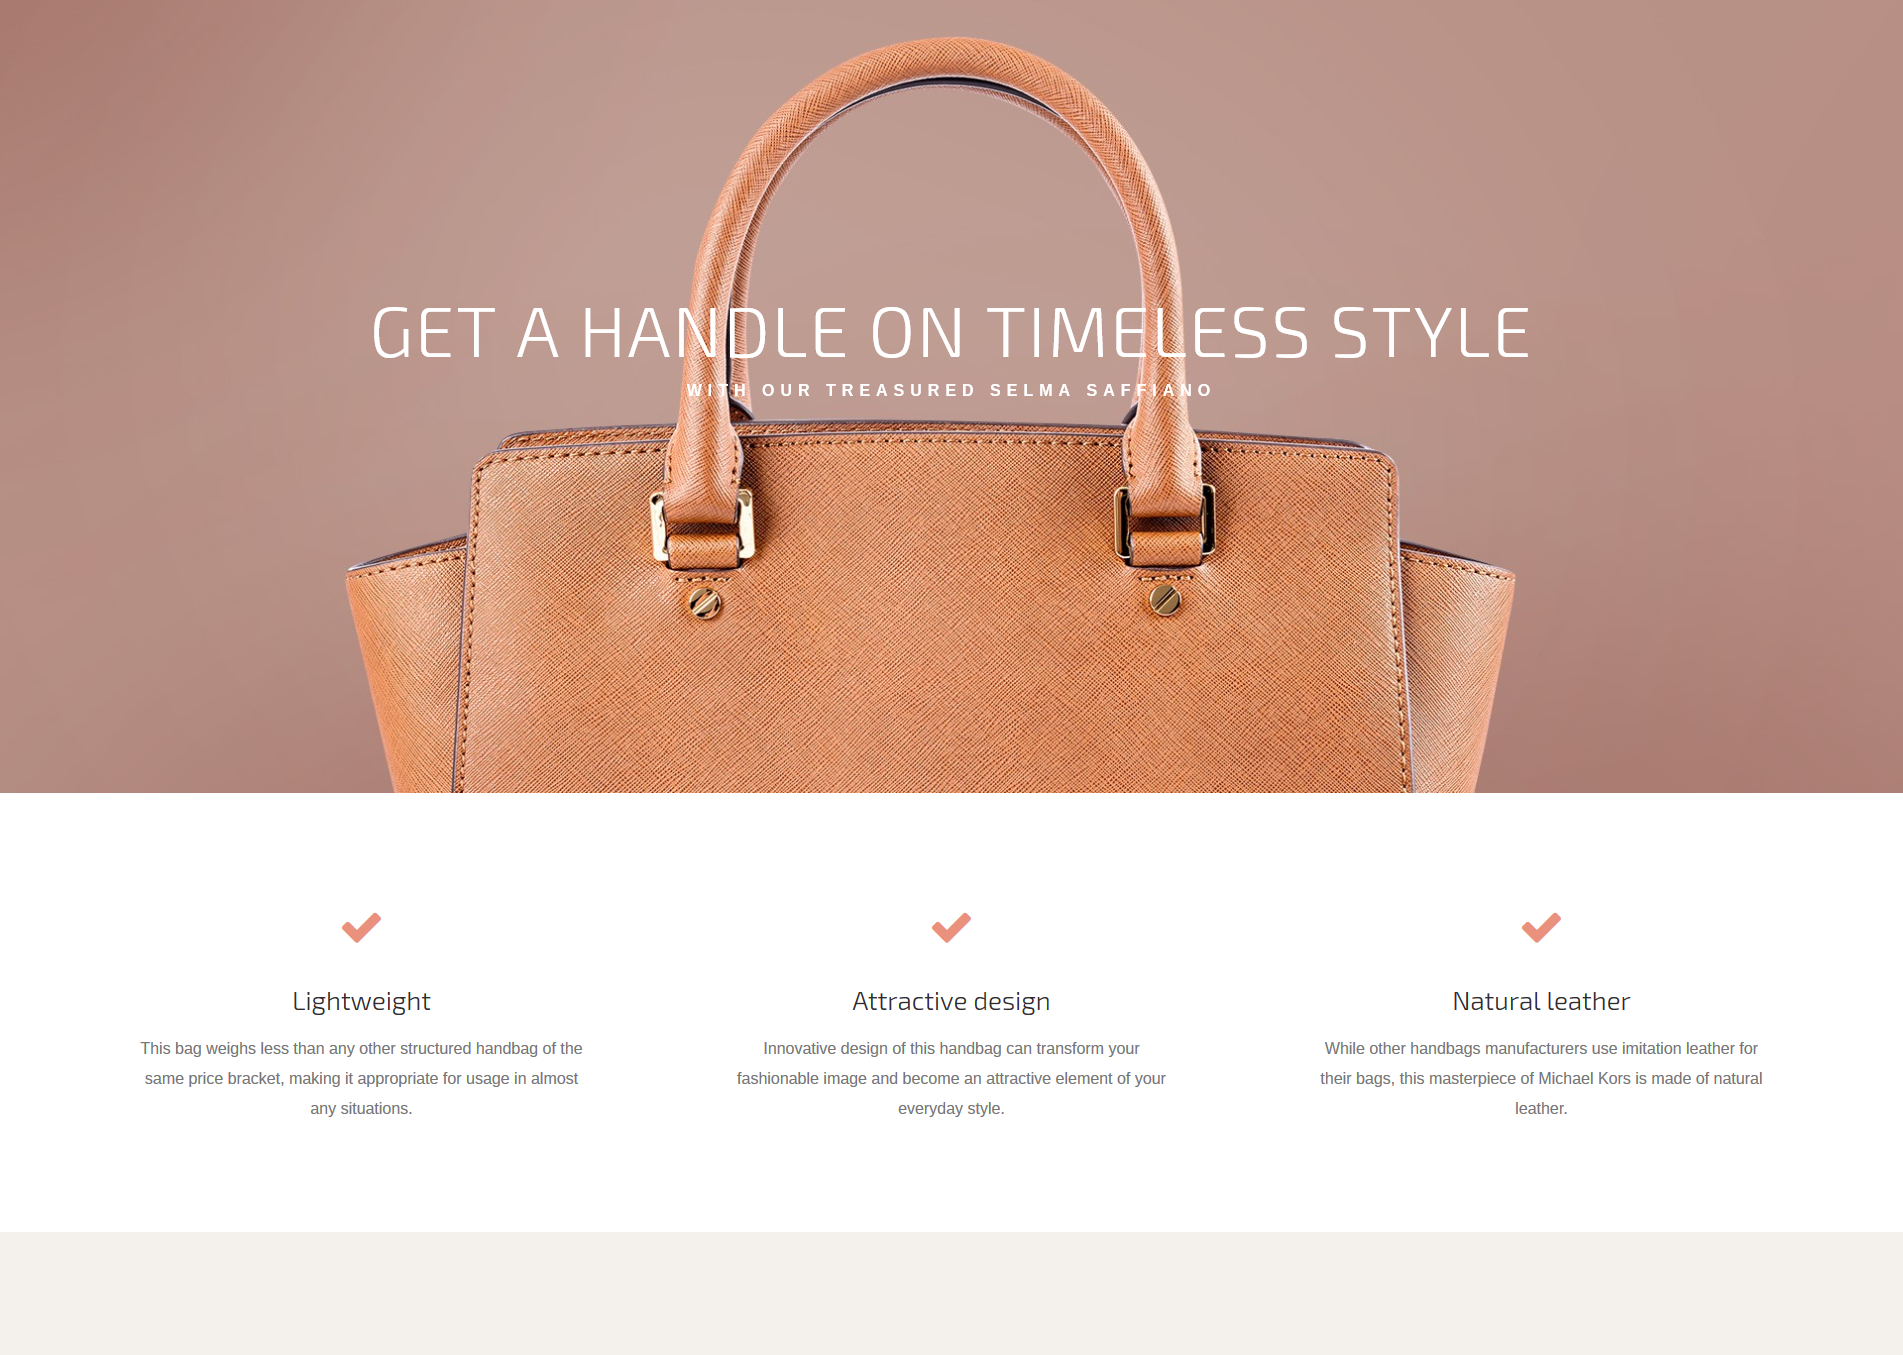 GET A HANDLE ON TIMELESS STYLE
WITH OUR TREASURED SELMA SAFFIANO
Lightweight
This bag weighs less than any other structured handbag of the
same price bracket, making it appropriate for usage in almost
any situations.
Attractive design
Innovative design of this handbag can transform your
fashionable image and become an attractive element of your
everyday style.
Natural leather
While other handbags manufacturers use imitation leather for
their bags, this masterpiece of Michael Kors is made of natural
leather.